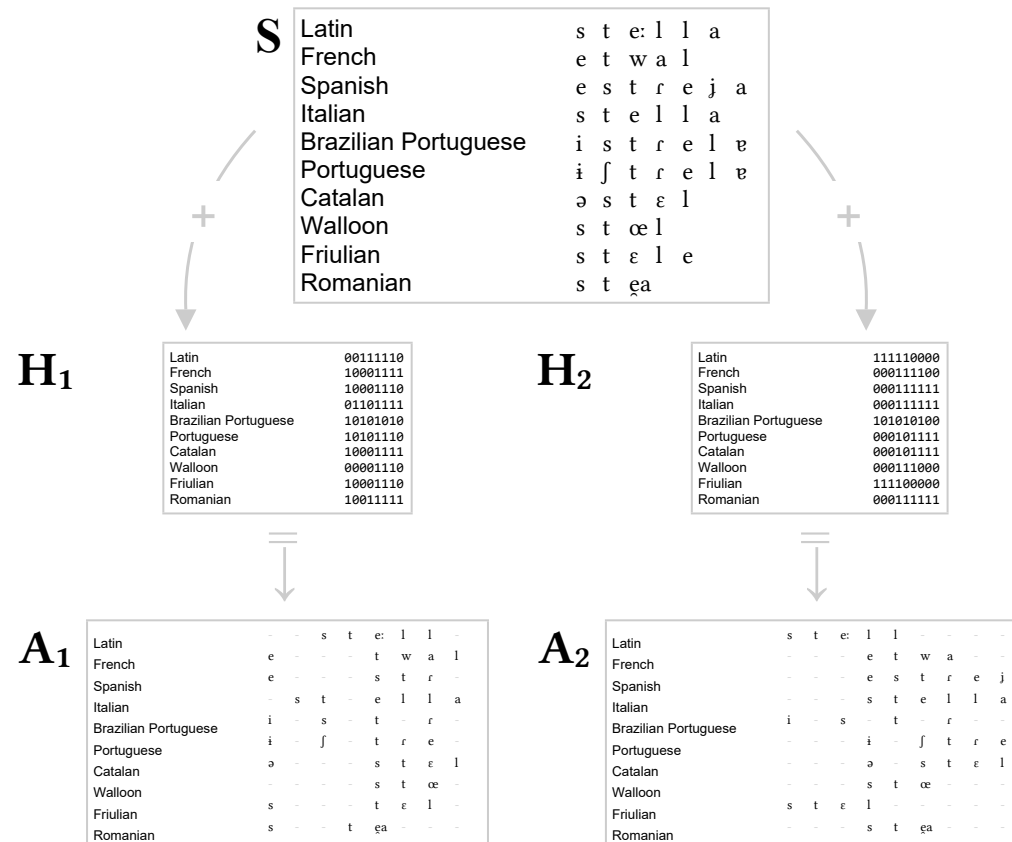 S
Latin s t eː l l a
French e t w a l
Spanish e s t ɾ e ɟ a
Italian s t e l l a
Brazilian Portuguese i s t ɾ e l ɐ
Portuguese ɨ ʃ t ɾ e l ɐ
Catalan ə s t ɛ l
Walloon s t œ l
Friulian s t ɛ l e
Romanian s t e̯a
+ +
H1
Latin 00111110
French 10001111
Spanish 10001110
Italian 01101111
Brazilian Portuguese 10101010
Portuguese 10101110
Catalan 10001111
Walloon 00001110
Friulian 10001110
Romanian 10011111
H2
Latin 111110000
French 000111100
Spanish 000111111
Italian 000111111
Brazilian Portuguese 101010100
Portuguese 000101111
Catalan 000101111
Walloon 000111000
Friulian 111100000
Romanian 000111111
A1
Latin - - s t eː l l -
French e - - - t w a l
Spanish e - - - s t ɾ -
Italian - s t - e l l a
Brazilian Portuguese i - s - t - ɾ -
Portuguese ɨ - ʃ - t ɾ e -
Catalan ə - - - s t ɛ l
Walloon - - - - s t œ -
Friulian s - - - t ɛ l -
Romanian s - - t e̯a - - -
A2
Latin s t eː l l - - - -
French - - - e t w a - -
Spanish - - - e s t ɾ e ɟ
Italian - - - s t e l l a
Brazilian Portuguese i - s - t - ɾ - -
Portuguese - - - ɨ - ʃ t ɾ e
Catalan - - - ə - s t ɛ l
Walloon - - - s t œ - - -
Friulian s t ɛ l - - - - -
Romanian - - - s t e̯a - - -